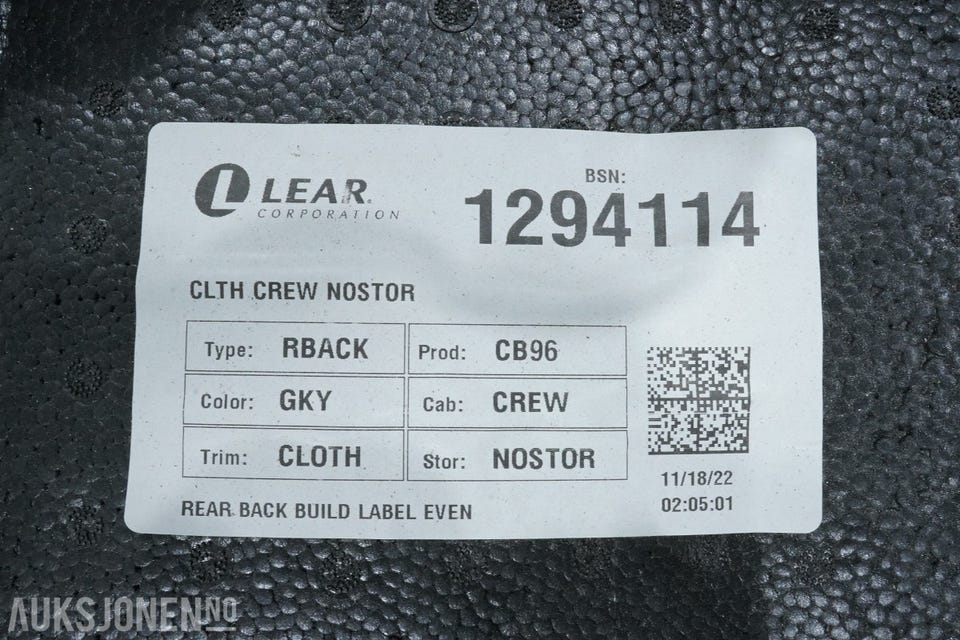 LEAR.
CORPORATION
BSN:
1294114
CLTH CREW NOSTOR
Type: RBACK Prod: CB96
Color: GKY Cab: CREW
Trim: CLOTH Stor: NOSTOR
11/18/22
02:05:01
REAR BACK BUILD LABEL EVEN
AUKSJONEN.NO